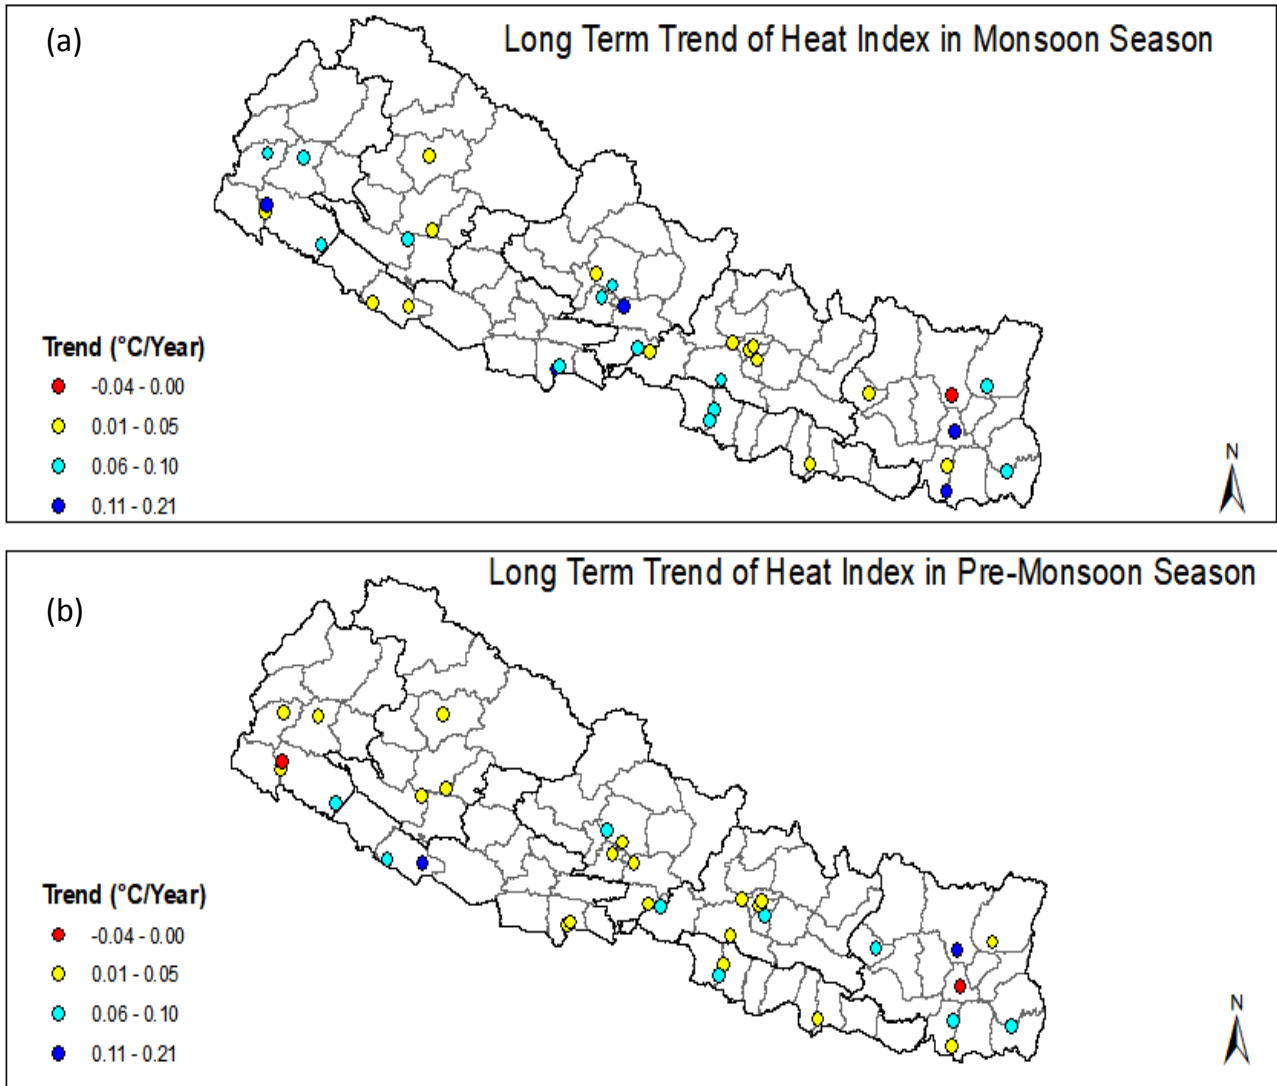 (a)
Long Term Trend of Heat Index in Monsoon Season
Trend (°C/Year)
-0.04 - 0.00
0.01 - 0.05
0.06 - 0.10
0.11 - 0.21
N
(b)
Long Term Trend of Heat Index in Pre-Monsoon Season
Trend (°C/Year)
-0.04 - 0.00
0.01 - 0.05
0.06 - 0.10
0.11 - 0.21
N